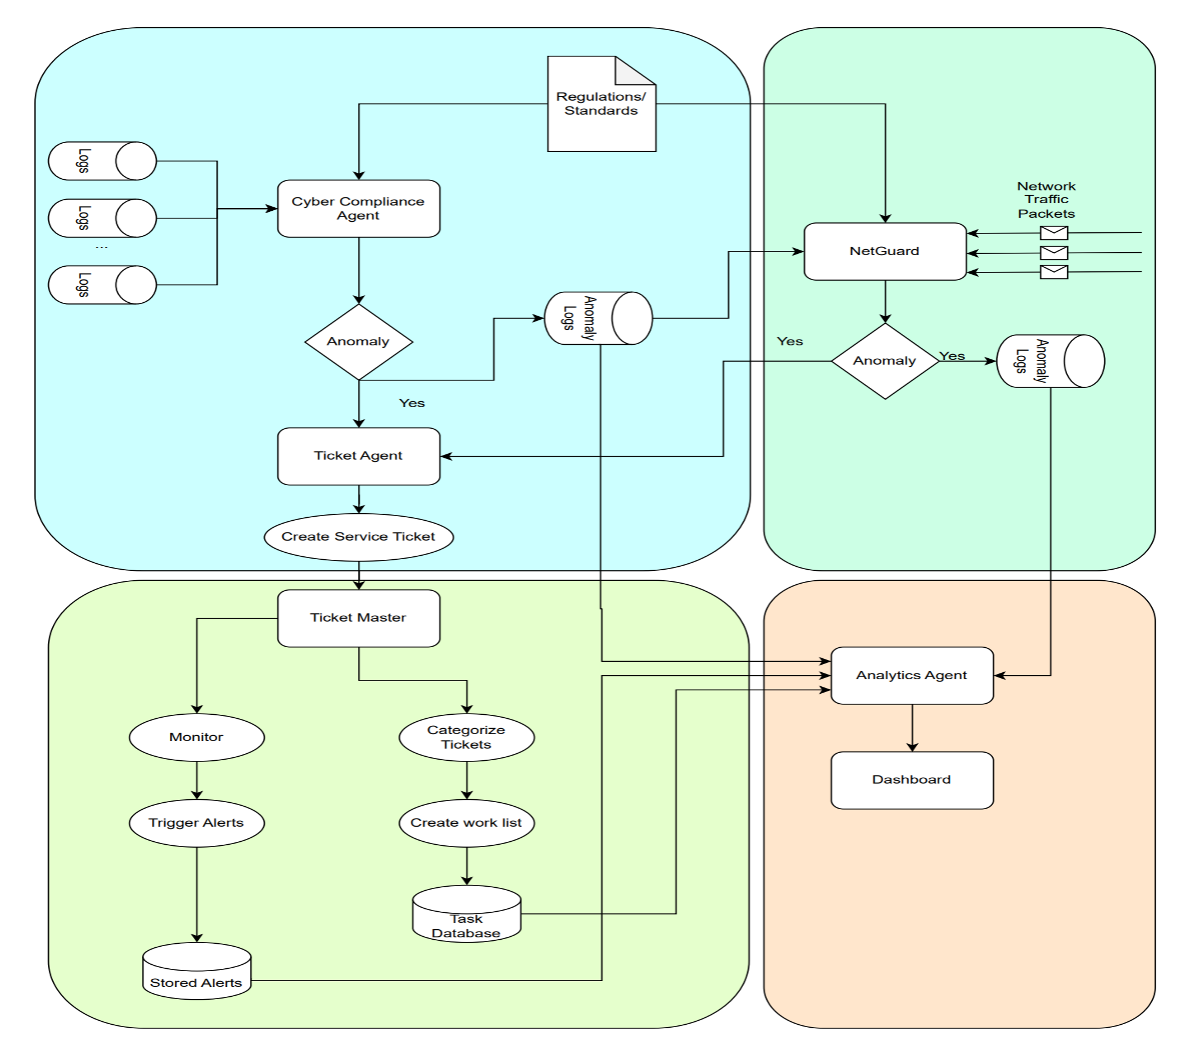 Regulations/
Standards
Logs
Logs
...
Logs
Cyber Compliance
Agent
Network
Traffic
Packets
NetGuard
Anomaly
Logs
Anomaly
Yes
Anomaly
Yes
Anomaly
Logs
Yes
Ticket Agent
Create Service Ticket
Ticket Master
Analytics Agent
Monitor
Categorize
Tickets
Dashboard
Trigger Alerts
Create work list
Task
Database
Stored Alerts